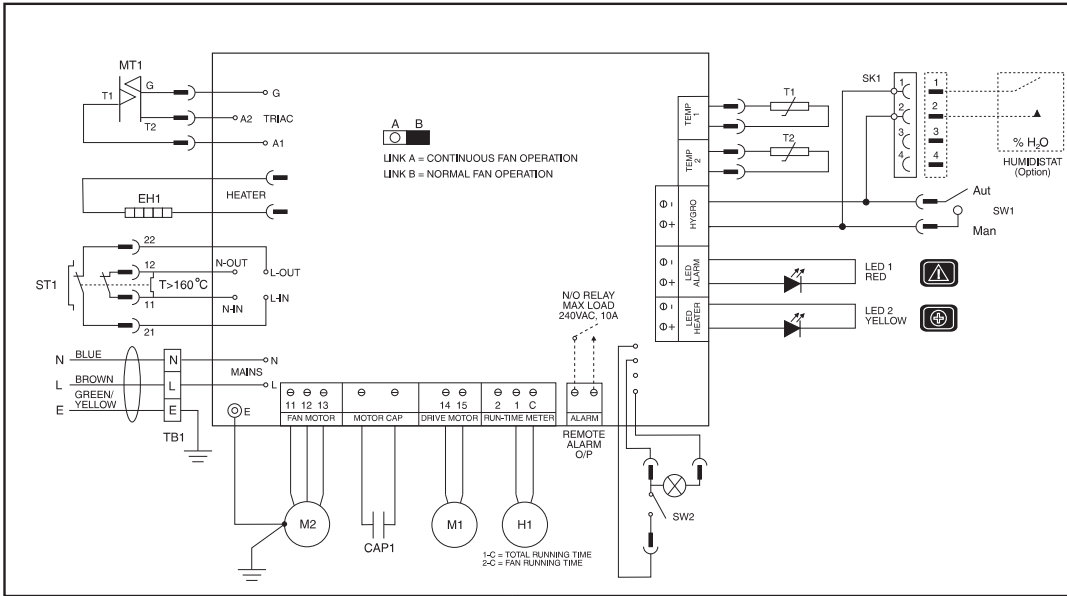 MT1
G
T1
T2
G
A2 TRIAC
A1
A B
LINK A = CONTINUOUS FAN OPERATION
LINK B = NORMAL FAN OPERATION
HEATER
EH1
22
12
N-OUT
L-OUT
ST1
T>160°C
11
N-IN
L-IN
21
N BLUE N N
MAINS
L BROWN L L
GREEN/
YELLOW
E E
TB1
E
11 12 13
FAN MOTOR
MOTOR CAP
14 15
DRIVE MOTOR
2 1 C
RUN-TIME METER
ALARM
REMOTE
ALARM
O/P
N/O RELAY
MAX LOAD
240VAC, 10A
M2
CAP1
M1
H1
1-C = TOTAL RUNNING TIME
2-C = FAN RUNNING TIME
SW2
TEMP
1
T1
TEMP
2
T2
- +
HYGRO
- +
LED
ALARM
- +
LED
HEATER
SK1
1
2
3
4
1
2
3
4
% H₂O
HUMIDISTAT
(Option)
Aut
SW1
Man
LED 1
RED
LED 2
YELLOW